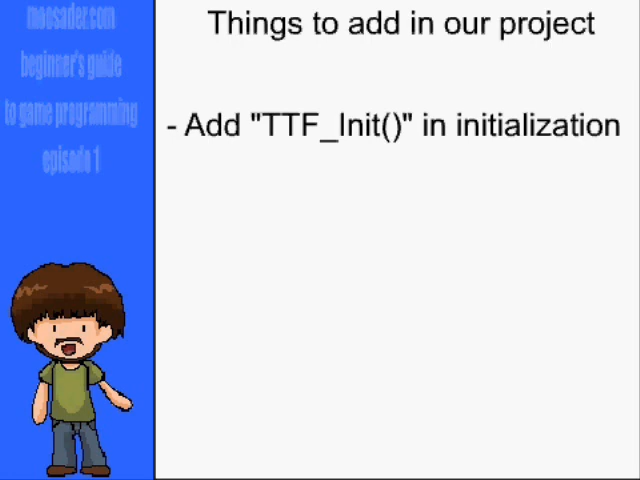 moosader.com
beginner's guide
to game programming
episode 1
Things to add in our project
- Add "TTF_Init()" in initialization